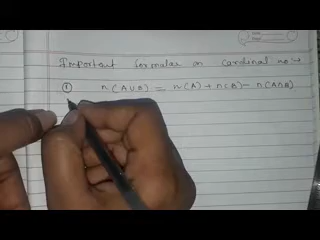 Important formulas on Cardinal no:→
① n(A∪B) = n(A) + n(B) - n(A∩B)